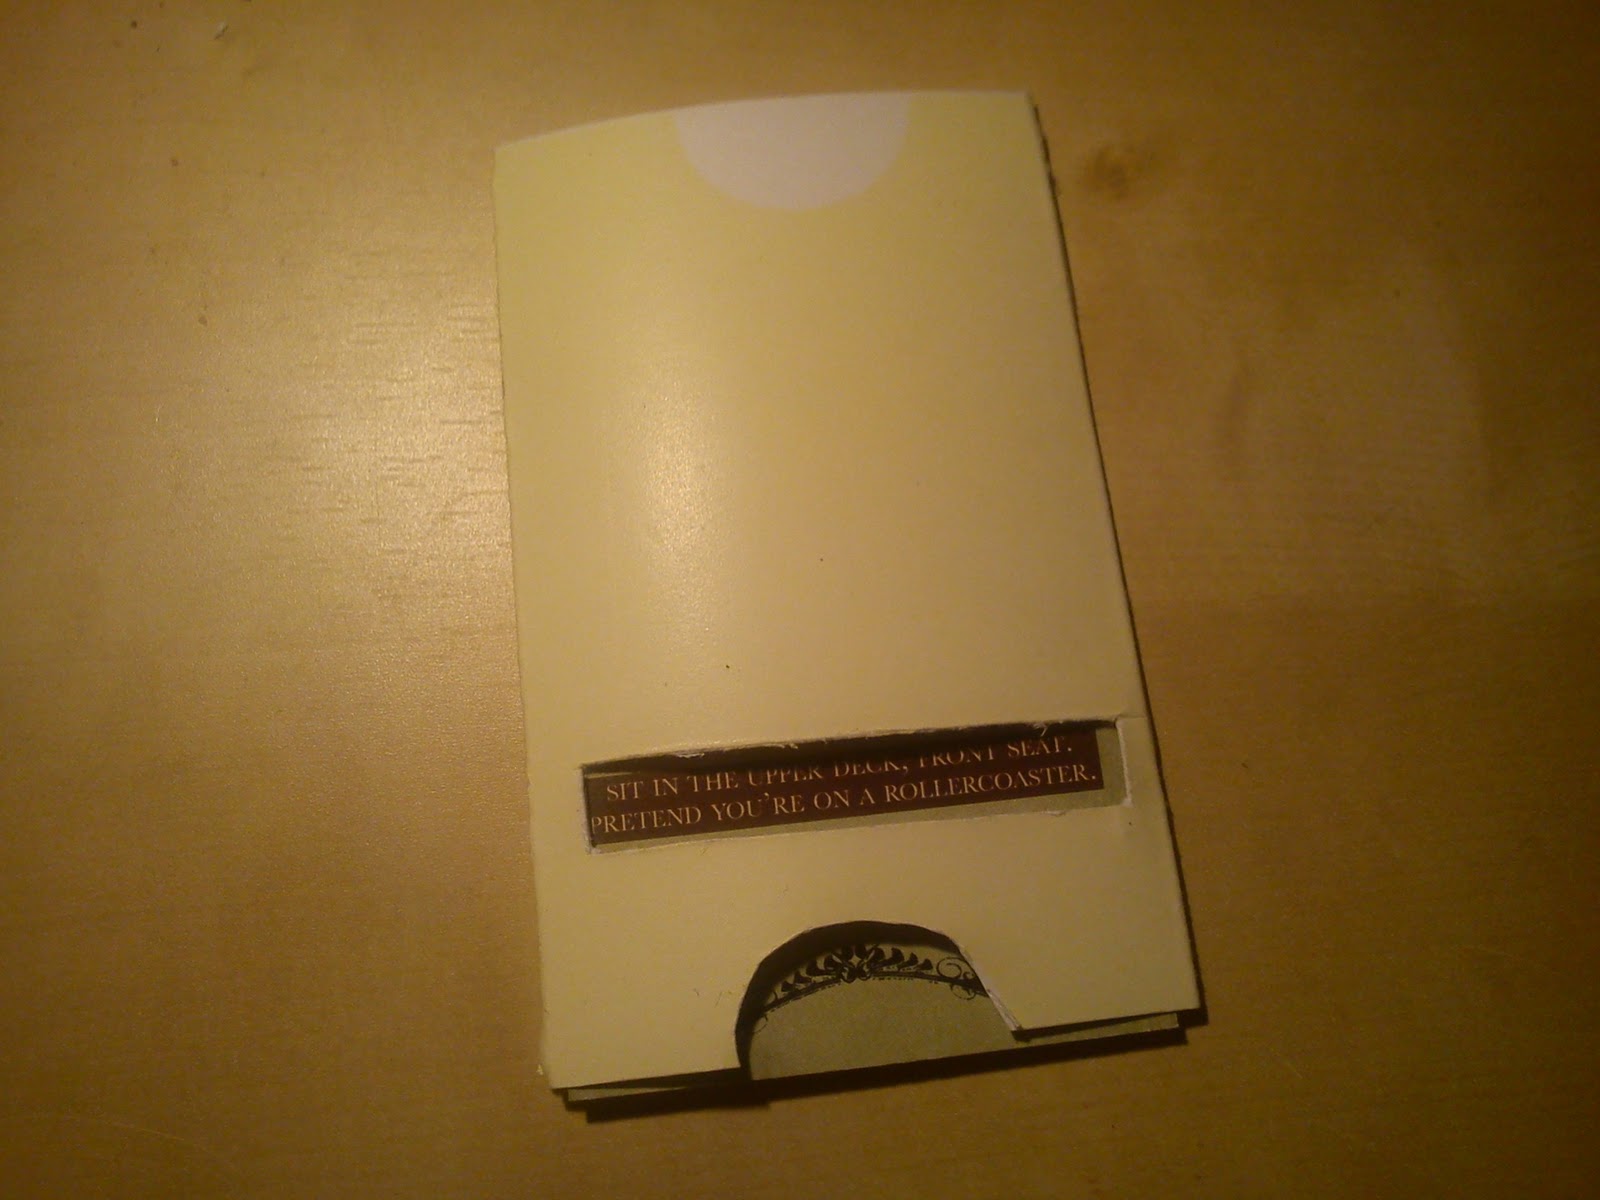 SIT IN THE UPPER DECK, FRONT SEAT.
PRETEND YOU'RE ON A ROLLERCOASTER.